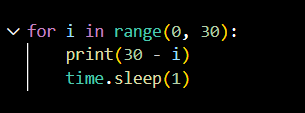 for i in range(0, 30):
    print(30 - i)
    time.sleep(1)